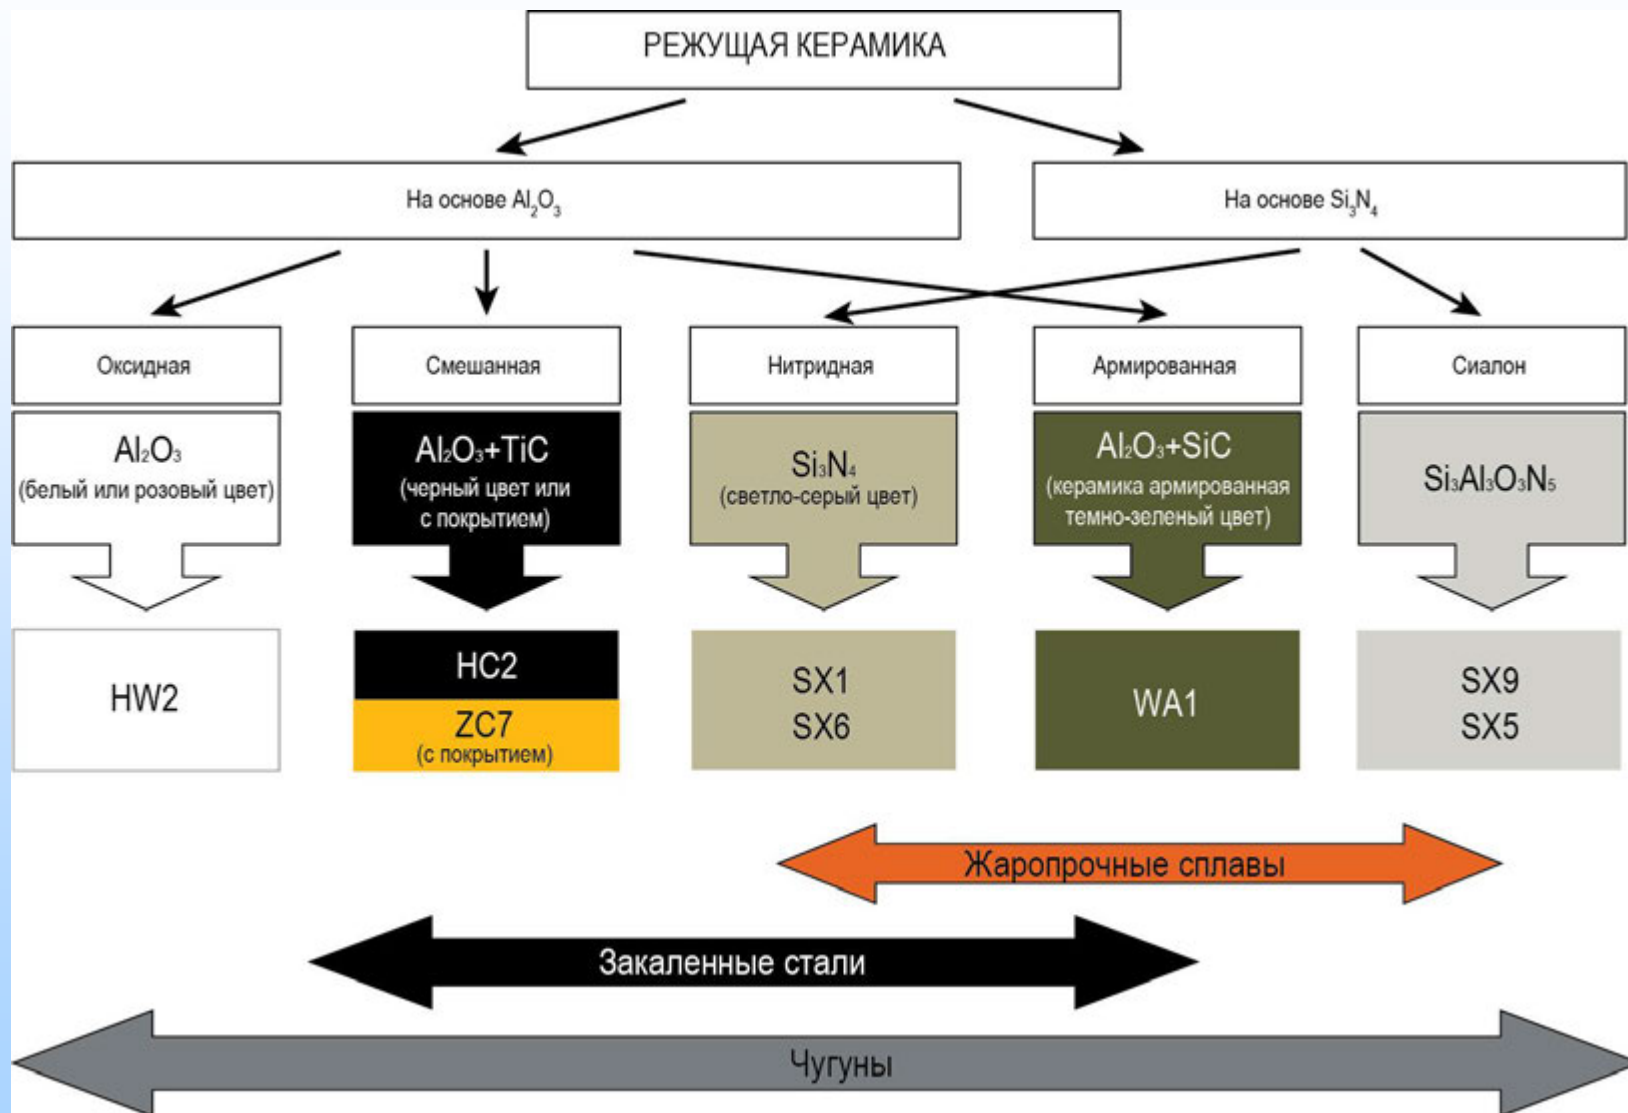 РЕЖУЩАЯ КЕРАМИКА
На основе Al₂O₃
На основе Si₃N₄
Оксидная
Смешанная
Нитридная
Армированная
Сиалон
Al₂O₃
(белый или розовый цвет)
Al₂O₃+TiC
(черный цвет или
с покрытием)
Si₃N₄
(светло-серый цвет)
Al₂O₃+SiC
(керамика армированная
темно-зеленый цвет)
Si₃Al₃O₃N₅
HW2
HC2
ZC7
(с покрытием)
SX1
SX6
WA1
SX9
SX5
Жаропрочные сплавы
Закаленные стали
Чугуны